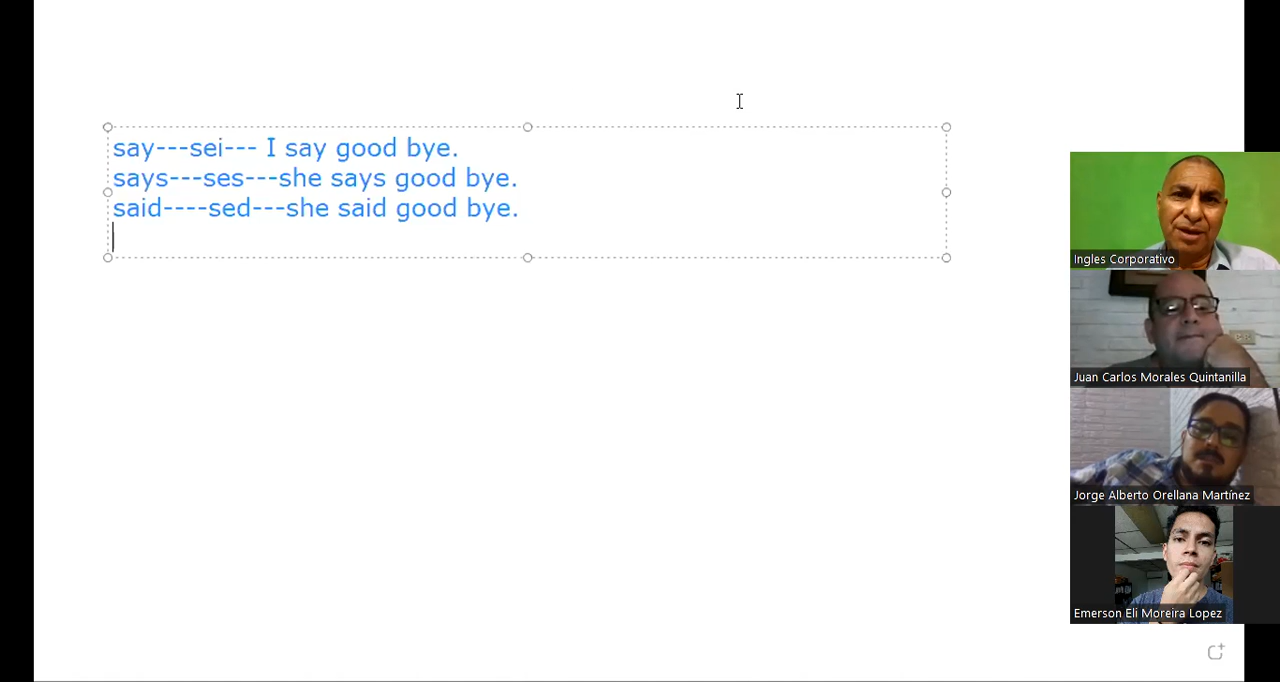 say---sei--- I say good bye.
says---ses---she says good bye.
said----sed---she said good bye.
Ingles Corporativo
Juan Carlos Morales Quintanilla
Jorge Alberto Orellana Martínez
Emerson Eli Moreira Lopez